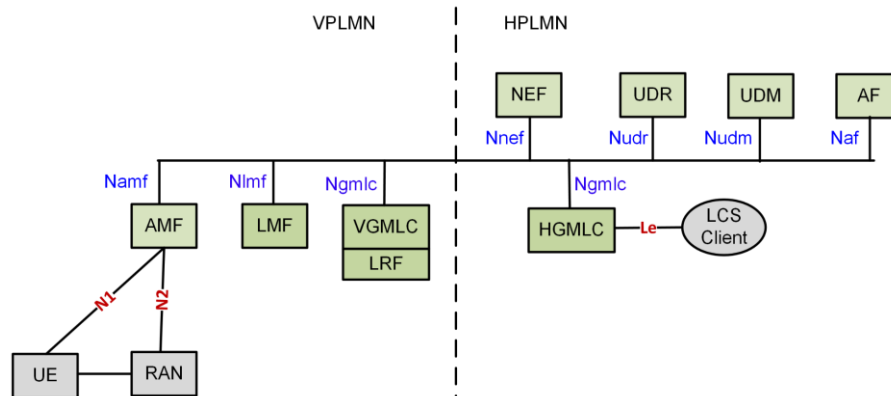 VPLMN
HPLMN
NEF
UDR
UDM
AF
Nnef
Nudr
Nudm
Naf
Namf
Nlmf
Ngmlc
Ngmlc
AMF
LMF
VGMLC
LRF
HGMLC
Le
LCS
Client
N1
N2
UE
RAN